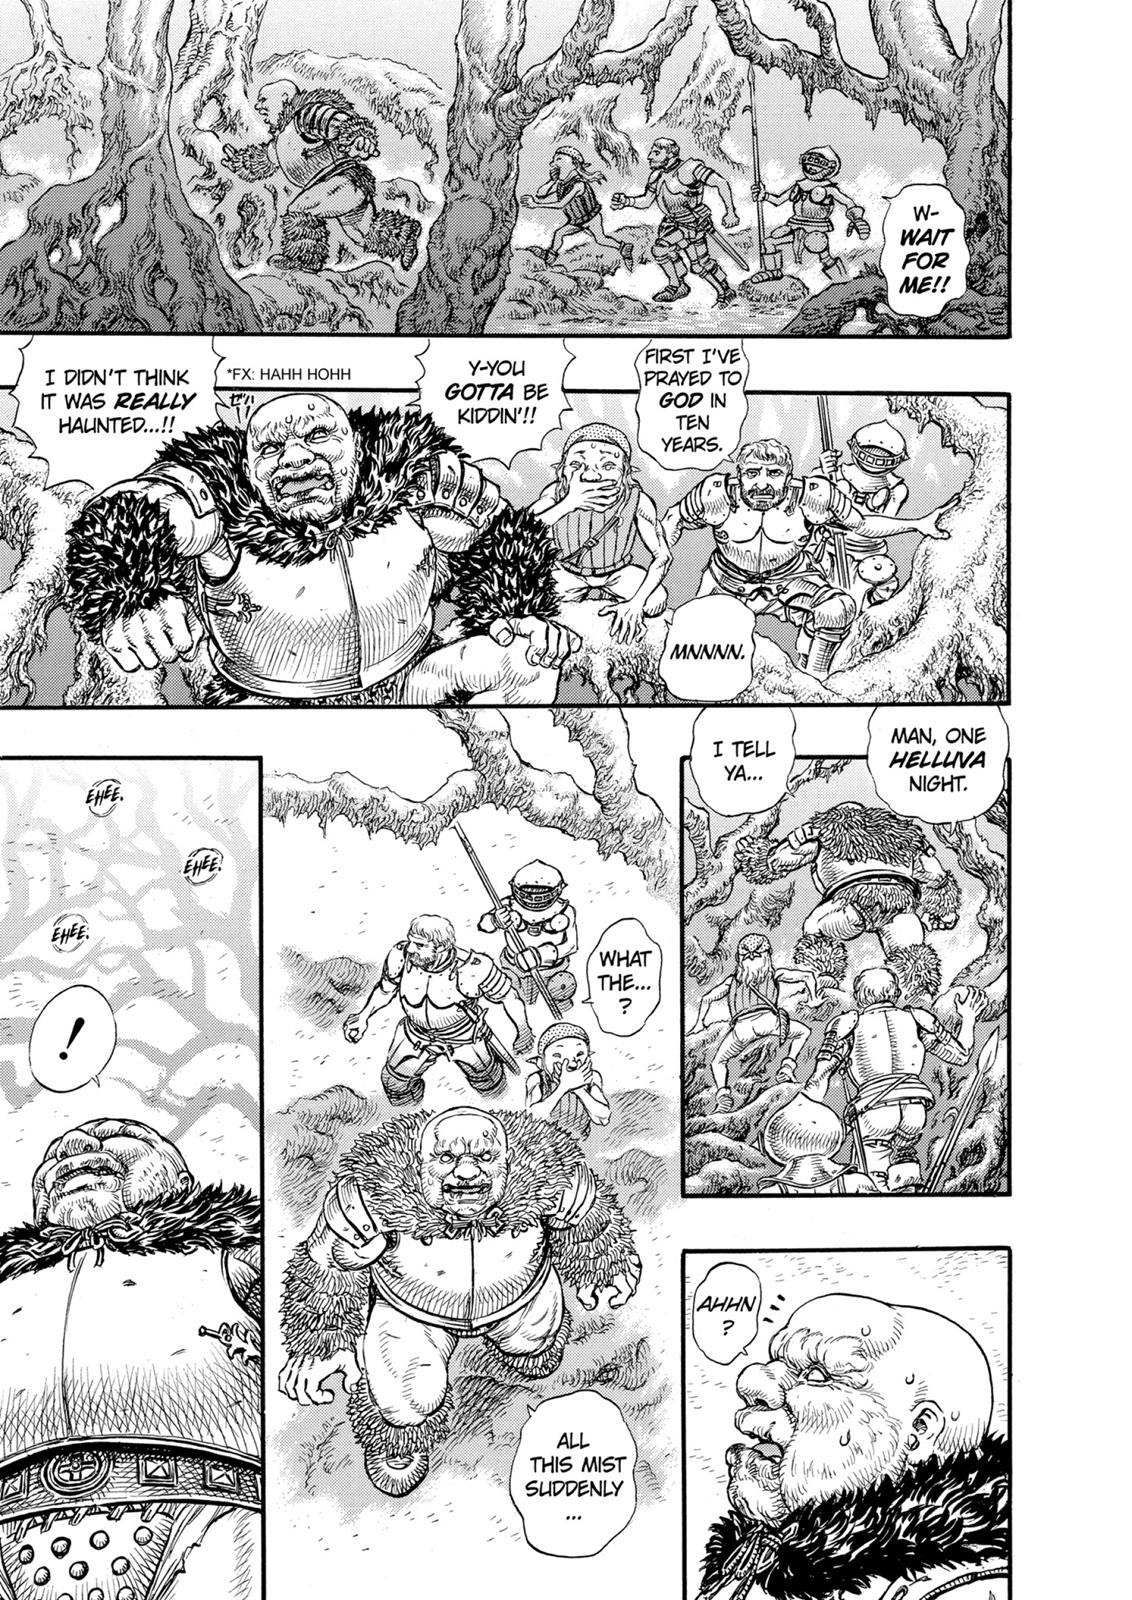 W-
WAIT
FOR
ME!!
FIRST I'VE
PRAYED TO
GOD IN
TEN
YEARS.
MNNNN.
Y-YOU
GOTTA BE
KIDDIN'!!
*FX: HAHH HOHH
ゼッ
I DIDN'T THINK
IT WAS REALLY
HAUNTED...!!
MAN, ONE
HELLUVA
NIGHT.
I TELL
YA...
AHHN
?
WHAT
THE...
?
ALL
THIS MIST
SUDDENLY
...
EHEE.
EHEE.
EHEE.
!